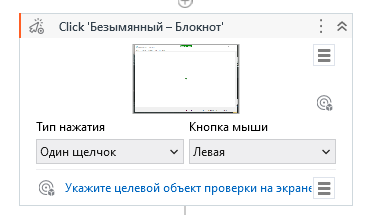 Click 'Безымянный – Блокнот'
Тип нажатия Кнопка мыши
Один щелчок Левая
Укажите целевой объект проверки на экране